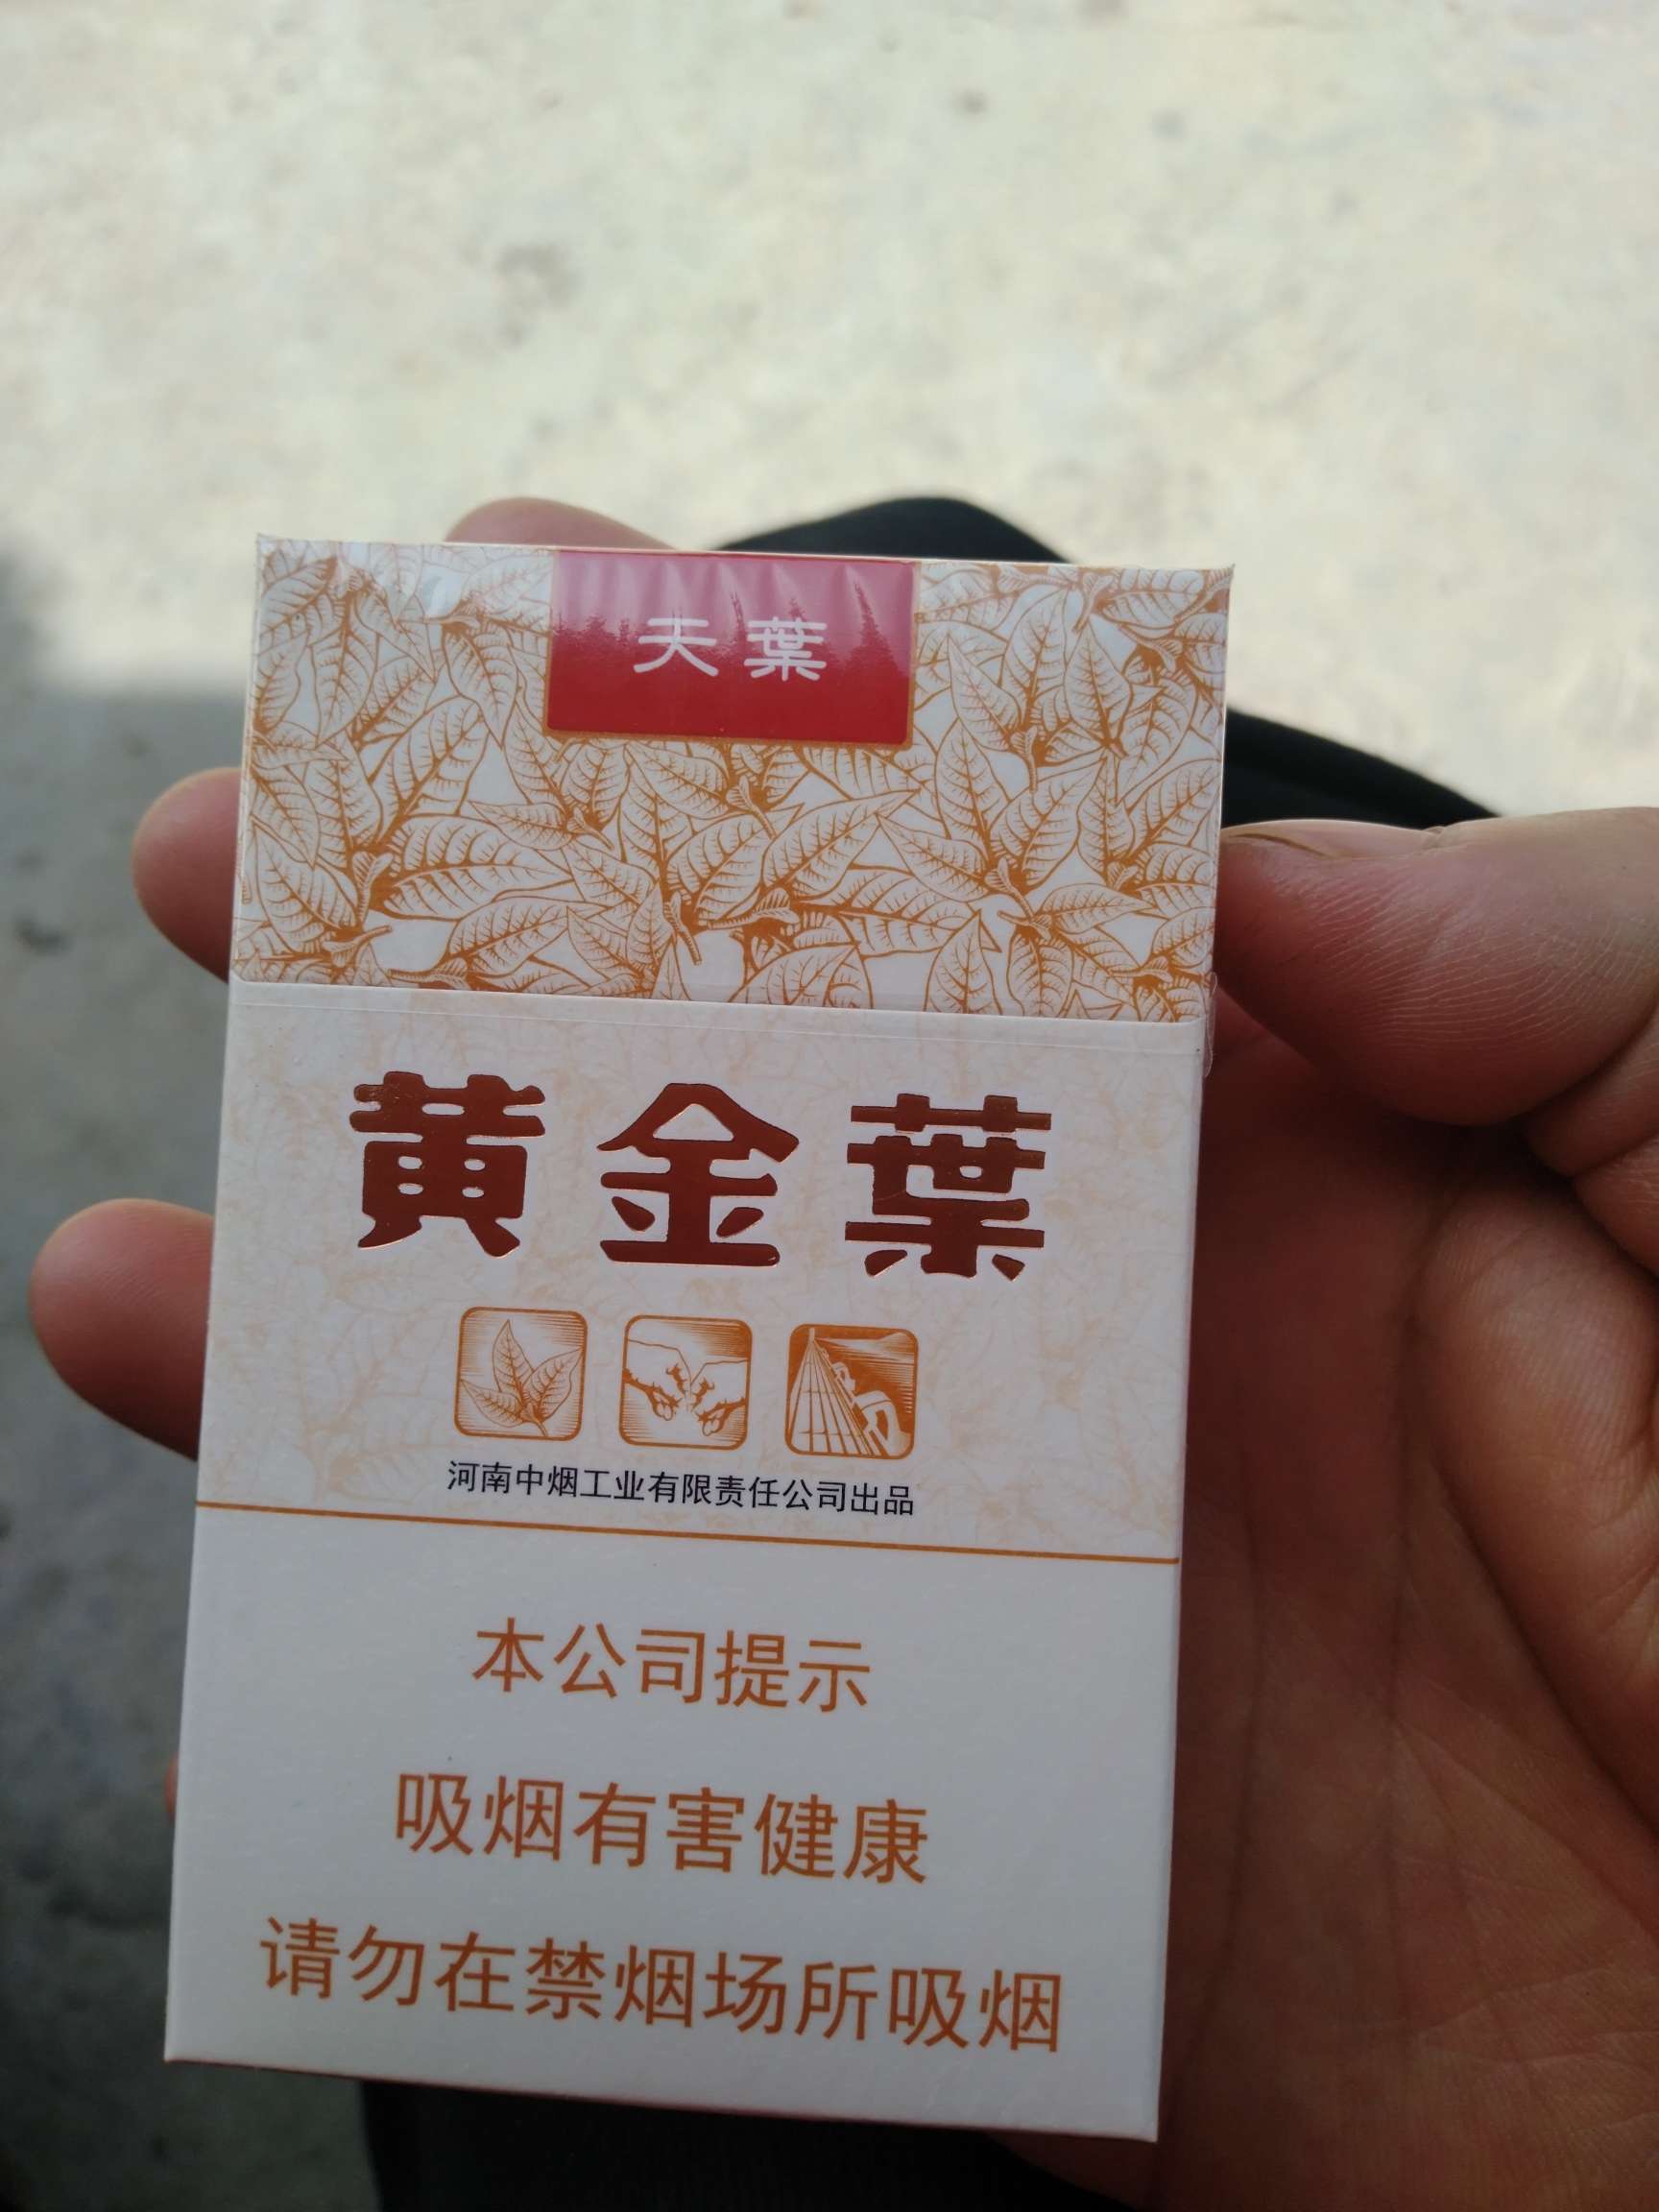 天葉
黄金葉
河南中烟工业有限责任公司出品
本公司提示
吸烟有害健康
请勿在禁烟场所吸烟